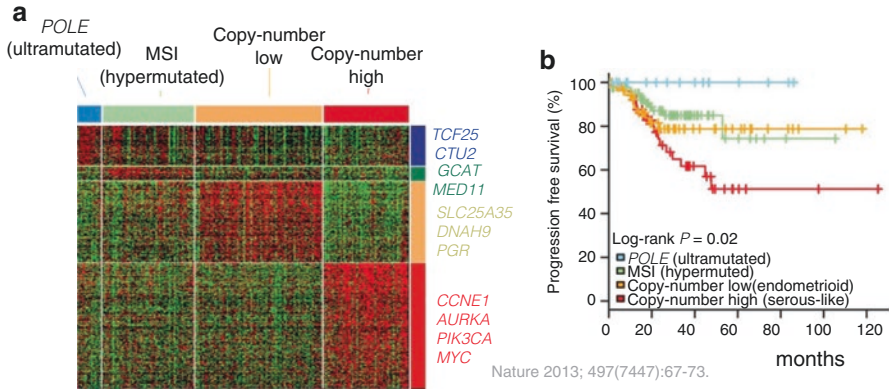 a
POLE
(ultramutated)
MSI
(hypermutated)
Copy-number
low
Copy-number
high
TCF25
CTU2
GCAT
MED11
SLC25A35
DNAH9
PGR
CCNE1
AURKA
PIK3CA
MYC
b
Progression free survival (%)
100
80
60
40
20
0
Log-rank P = 0.02
POLE (ultramutated)
MSI (hypermuted)
Copy-number low(endometrioid)
Copy-number high (serous-like)
0 20 40 60 80 100 120
months
Nature 2013; 497(7447):67-73.